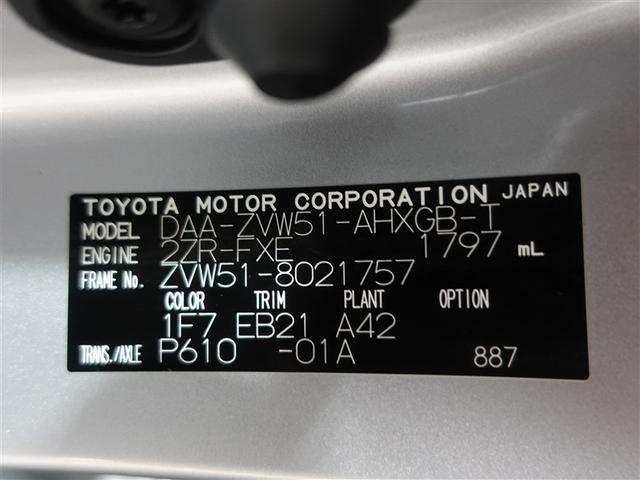 TOYOTA MOTOR CORPORATION JAPAN
MODEL DAA-ZVW51-AHXGB-T
ENGINE 2ZR-FXE 1797 mL
FRAME No. ZVW51-8021757
COLOR TRIM PLANT OPTION
1F7 EB21 A42
TRANS./AXLE P610 -01A 887